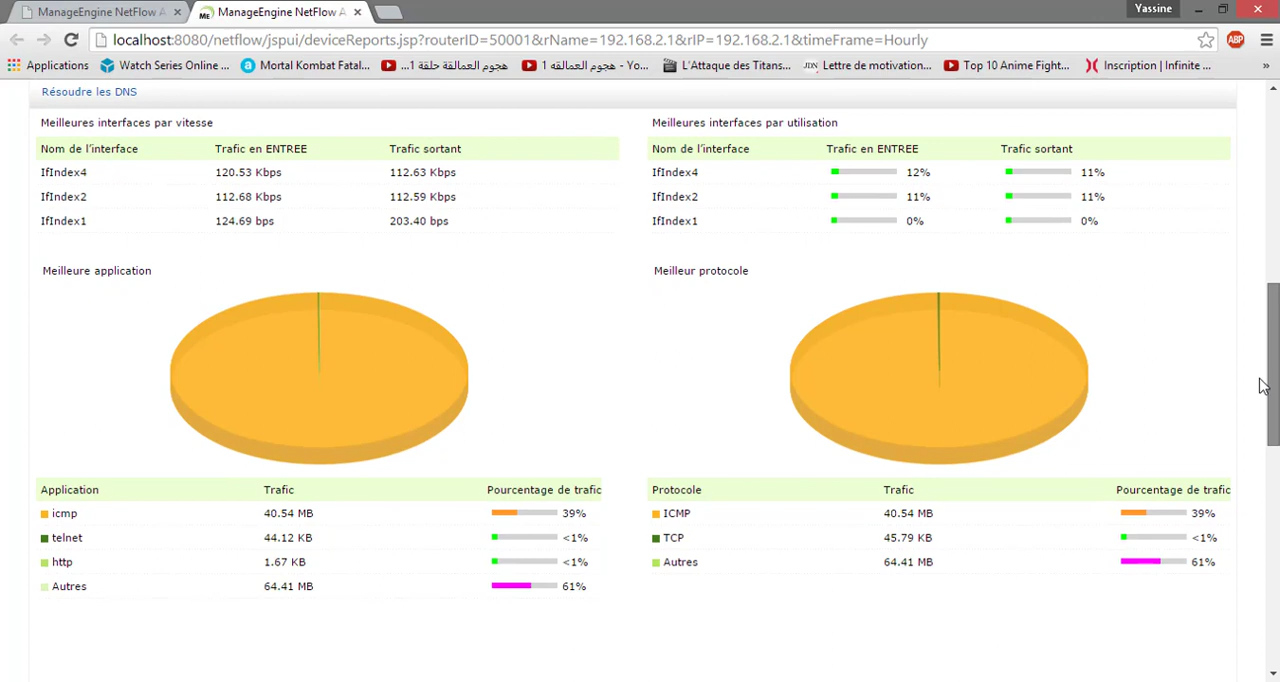 ManageEngine NetFlow A
ManageEngine NetFlow A
Yassine
localhost:8080/netflow/jspui/deviceReports.jsp?routerID=50001&rName=192.168.2.1&rIP=192.168.2.1&timeFrame=Hourly
ABP
Applications Watch Series Online ... Mortal Kombat Fatal... هجوم العمالقة حلقة 1... هجوم العمالقه 1 - Yo... L'Attaque des Titans... Lettre de motivation... Top 10 Anime Fight... Inscription | Infinite ... »
Résoudre les DNS
Meilleures interfaces par vitesse
Nom de l'interface Trafic en ENTREE Trafic sortant
IfIndex4 120.53 Kbps 112.63 Kbps
IfIndex2 112.68 Kbps 112.59 Kbps
IfIndex1 124.69 bps 203.40 bps
Meilleures interfaces par utilisation
Nom de l'interface Trafic en ENTREE Trafic sortant
IfIndex4 12% 11%
IfIndex2 11% 11%
IfIndex1 0% 0%
Meilleure application
Application Trafic Pourcentage de trafic
icmp 40.54 MB 39%
telnet 44.12 KB <1%
http 1.67 KB <1%
Autres 64.41 MB 61%
Meilleur protocole
Protocole Trafic Pourcentage de trafic
ICMP 40.54 MB 39%
TCP 45.79 KB <1%
Autres 64.41 MB 61%